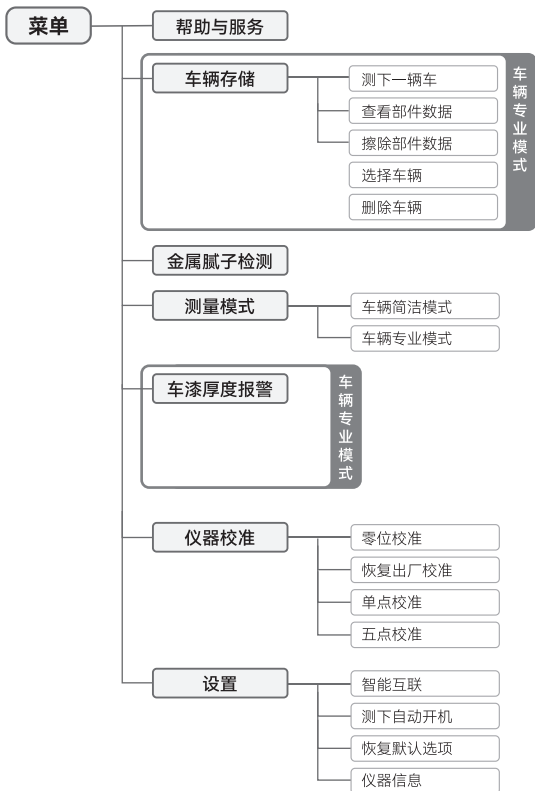 菜单
帮助与服务
车辆存储
测下一辆车
查看部件数据
擦除部件数据
选择车辆
删除车辆
车辆专业模式
金属腻子检测
测量模式
车辆简洁模式
车辆专业模式
车漆厚度报警
车辆专业模式
仪器校准
零位校准
恢复出厂校准
单点校准
五点校准
设置
智能互联
测下自动开机
恢复默认选项
仪器信息